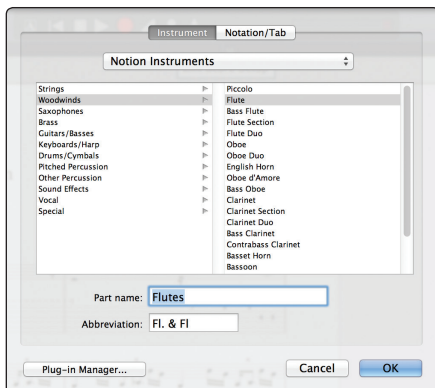 Instrument Notation/Tab
Notion Instruments
Strings
Woodwinds
Saxophones
Brass
Guitars/Basses
Keyboards/Harp
Drums/Cymbals
Pitched Percussion
Other Percussion
Sound Effects
Vocal
Special
Piccolo
Flute
Bass Flute
Flute Section
Flute Duo
Oboe
Oboe Duo
English Horn
Oboe d'Amore
Bass Oboe
Clarinet
Clarinet Section
Clarinet Duo
Bass Clarinet
Contrabass Clarinet
Basset Horn
Bassoon
Part name: Flutes
Abbreviation: Fl. & Fl
Plug-in Manager... Cancel OK